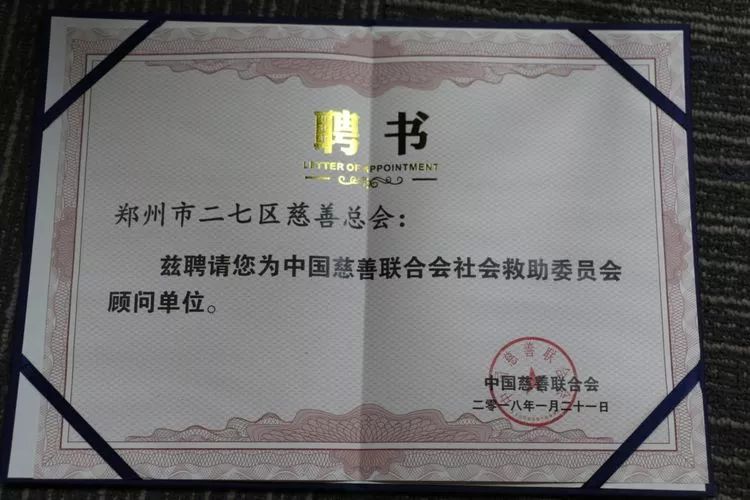 聘书
LETTER OF APPOINTMENT
郑州市二七区慈善总会：
兹聘请您为中国慈善联合会社会救助委员会
顾问单位。
中国慈善联合会
二零一八年一月二十一日